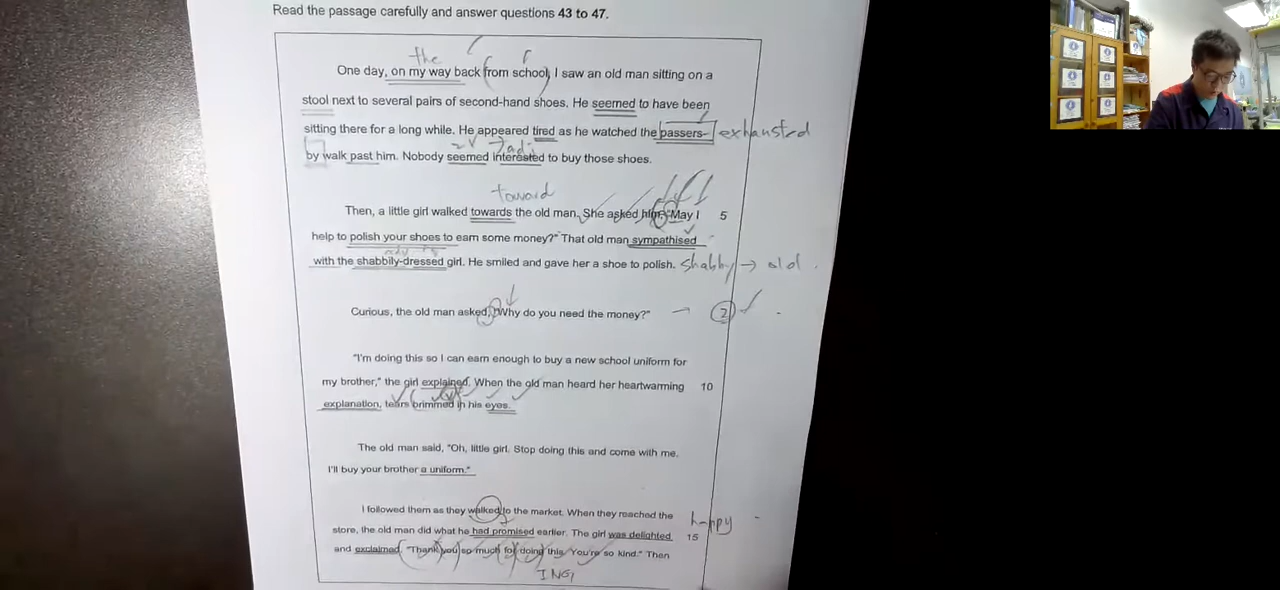 Read the passage carefully and answer questions 43 to 47.
the
One day, on my way back from school, I saw an old man sitting on a
stool next to several pairs of second-hand shoes. He seemed to have been
sitting there for a long while. He appeared tired as he watched the passers- exhausted
adj
by walk past him. Nobody seemed interested to buy those shoes.
toward
Then, a little girl walked towards the old man. She asked him, "May I 5
help to polish your shoes to earn some money?" That old man sympathised
with the shabbily-dressed girl. He smiled and gave her a shoe to polish. shabby → old
Curious, the old man asked, "Why do you need the money?" → 2
"I'm doing this so I can earn enough to buy a new school uniform for
my brother," the girl explained. When the old man heard her heartwarming 10
explanation, tears brimmed in his eyes.
The old man said, "Oh, little girl. Stop doing this and come with me.
I'll buy your brother a uniform."
I followed them as they walked to the market. When they reached the
happy
store, the old man did what he had promised earlier. The girl was delighted 15
and exclaimed, "Thank you so much for doing this. You're so kind." Then
ING